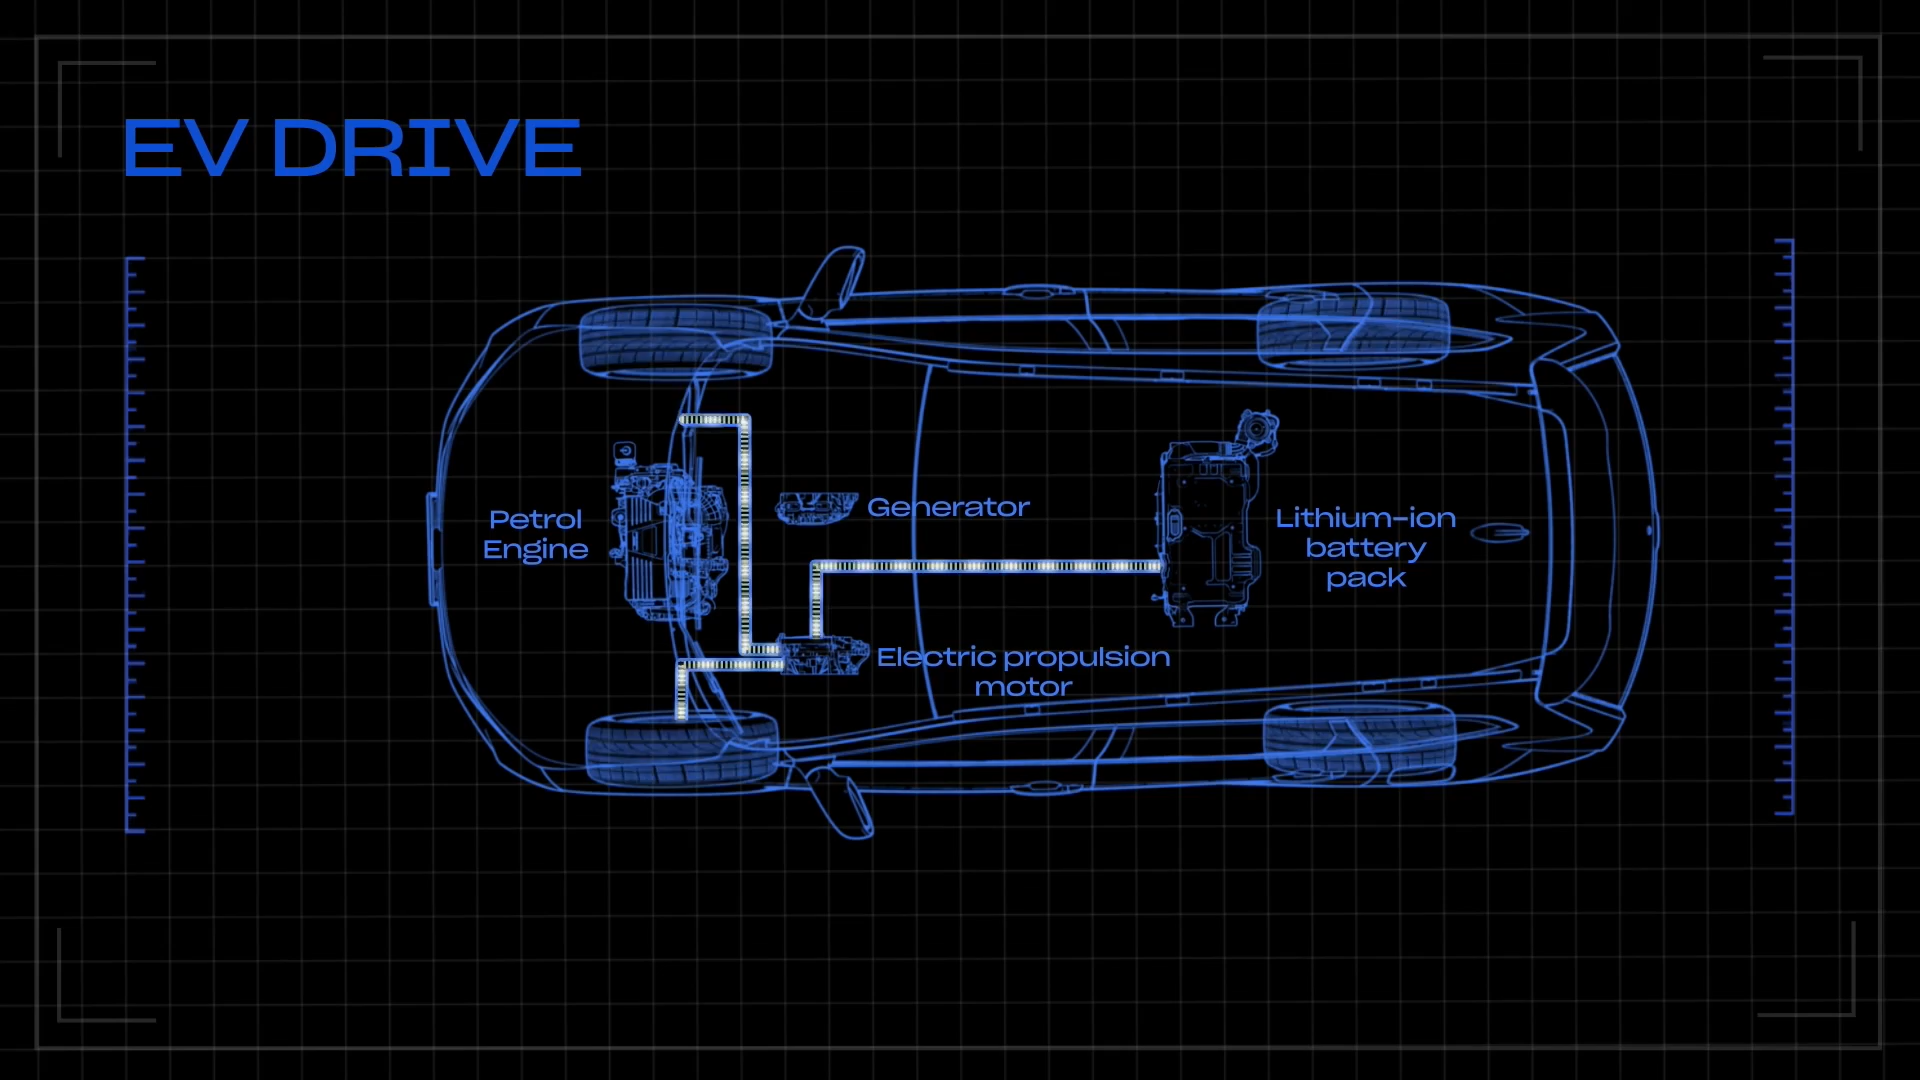 EV DRIVE
Petrol
Engine
Generator
Lithium-ion
battery
pack
Electric propulsion
motor